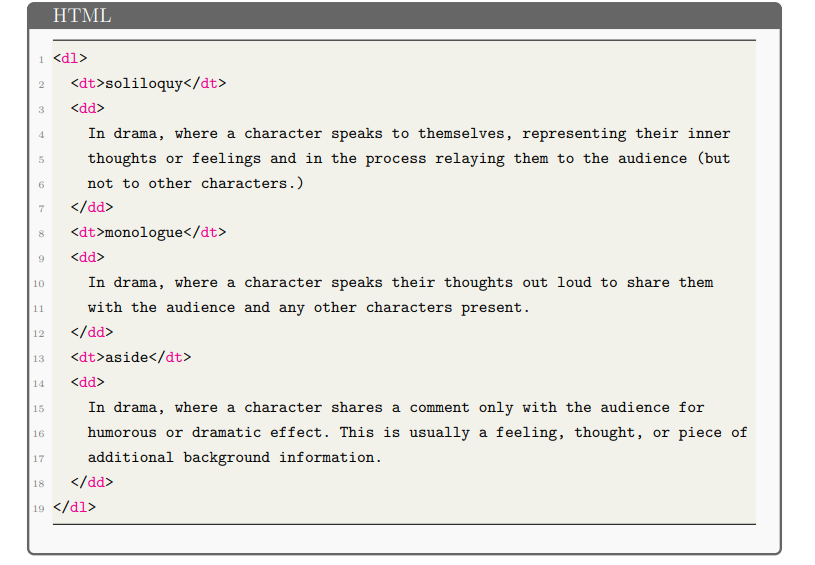 HTML
1 <dl>
2   <dt>soliloquy</dt>
3   <dd>
4     In drama, where a character speaks to themselves, representing their inner
5     thoughts or feelings and in the process relaying them to the audience (but
6     not to other characters.)
7   </dd>
8   <dt>monologue</dt>
9   <dd>
10     In drama, where a character speaks their thoughts out loud to share them
11     with the audience and any other characters present.
12   </dd>
13   <dt>aside</dt>
14   <dd>
15     In drama, where a character shares a comment only with the audience for
16     humorous or dramatic effect. This is usually a feeling, thought, or piece of
17     additional background information.
18   </dd>
19 </dl>